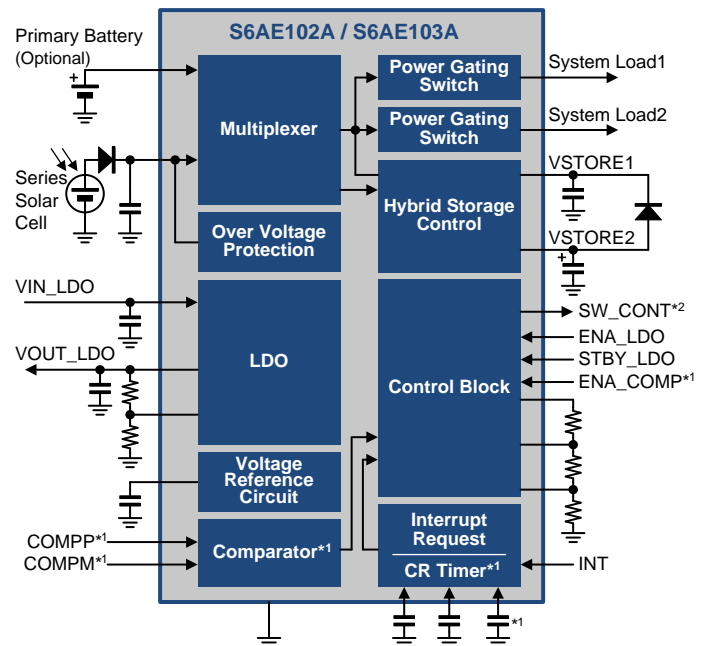 S6AE102A / S6AE103A
Primary Battery
(Optional)
+
Series
Solar
Cell
Multiplexer
Over Voltage
Protection
Power Gating
Switch
Power Gating
Switch
Hybrid Storage
Control
System Load1
System Load2
VSTORE1
VSTORE2
+
VIN_LDO
VOUT_LDO
LDO
Control Block
SW_CONT*2
ENA_LDO
STBY_LDO
ENA_COMP*1
Voltage
Reference
Circuit
COMPP*1
COMPM*1
Comparator*1
Interrupt
Request
CR Timer*1
INT
*1